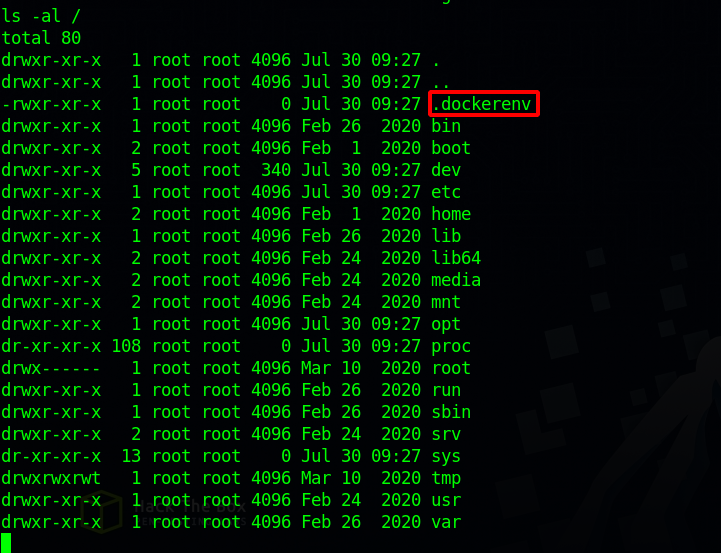 ls -al /
total 80
drwxr-xr-x   1 root root 4096 Jul 30 09:27 .
drwxr-xr-x   1 root root 4096 Jul 30 09:27 ..
-rwxr-xr-x   1 root root    0 Jul 30 09:27 .dockerenv
drwxr-xr-x   1 root root 4096 Feb 26  2020 bin
drwxr-xr-x   2 root root 4096 Feb  1  2020 boot
drwxr-xr-x   5 root root  340 Jul 30 09:27 dev
drwxr-xr-x   1 root root 4096 Jul 30 09:27 etc
drwxr-xr-x   2 root root 4096 Feb  1  2020 home
drwxr-xr-x   1 root root 4096 Feb 26  2020 lib
drwxr-xr-x   2 root root 4096 Feb 24  2020 lib64
drwxr-xr-x   2 root root 4096 Feb 24  2020 media
drwxr-xr-x   2 root root 4096 Feb 24  2020 mnt
drwxr-xr-x   1 root root 4096 Jul 30 09:27 opt
dr-xr-xr-x 108 root root    0 Jul 30 09:27 proc
drwx------   1 root root 4096 Mar 10  2020 root
drwxr-xr-x   1 root root 4096 Feb 26  2020 run
drwxr-xr-x   1 root root 4096 Feb 26  2020 sbin
drwxr-xr-x   2 root root 4096 Feb 24  2020 srv
dr-xr-xr-x  13 root root    0 Jul 30 09:27 sys
drwxrwxrwt   1 root root 4096 Mar 10  2020 tmp
drwxr-xr-x   1 root root 4096 Feb 24  2020 usr
drwxr-xr-x   1 root root 4096 Feb 26  2020 var